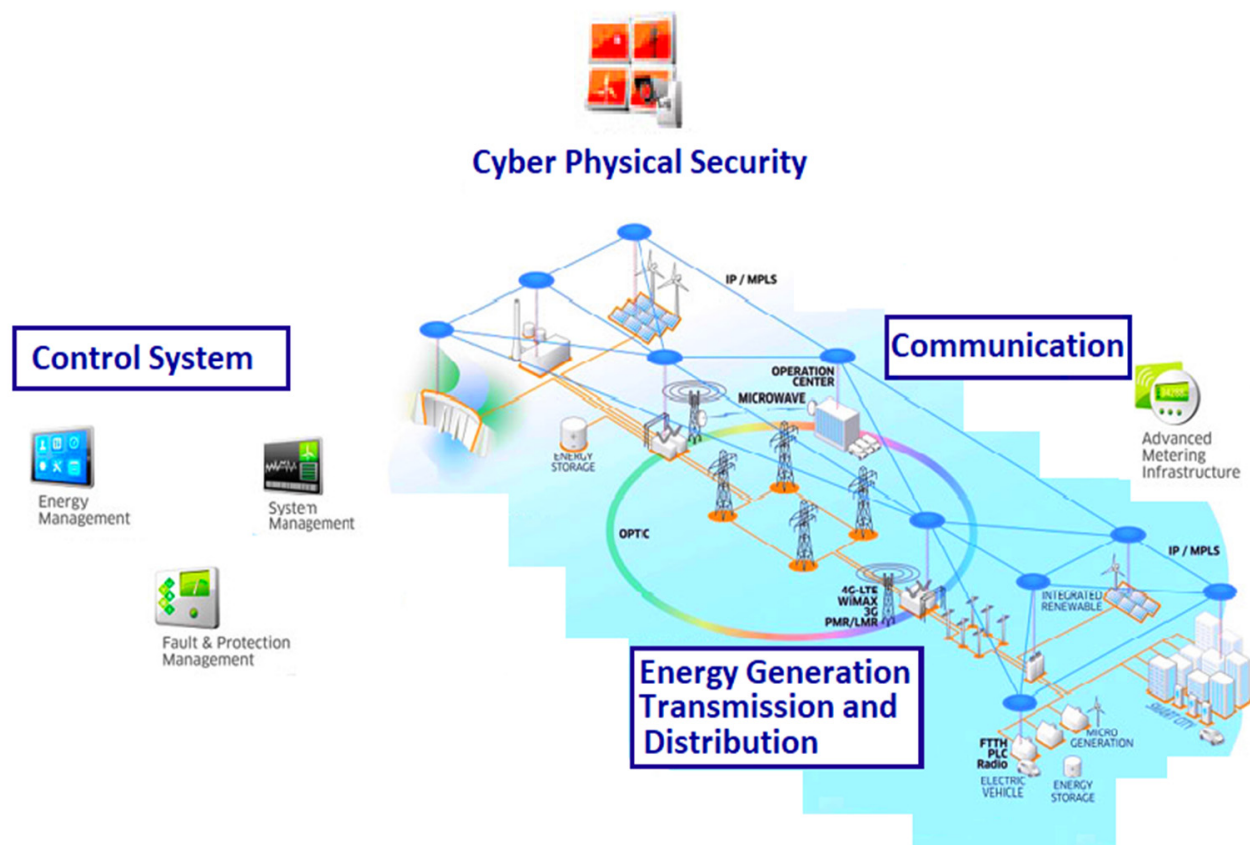 Cyber Physical Security
IP / MPLS
Control System
Communication
OPERATION
CENTER
MICROWAVE
Advanced
Metering
Infrastructure
ENERGY
STORAGE
Energy
Management
System
Management
OPTIC
IP / MPLS
4G-LTE
WiMAX
3G
PMR/LMR
INTEGRATED
RENEWABLE
Fault & Protection
Management
Energy Generation
Transmission and
Distribution
SMART CITY
MICRO
GENERATION
FTTH
PLC
Radio
ELECTRIC
VEHICLE
ENERGY
STORAGE